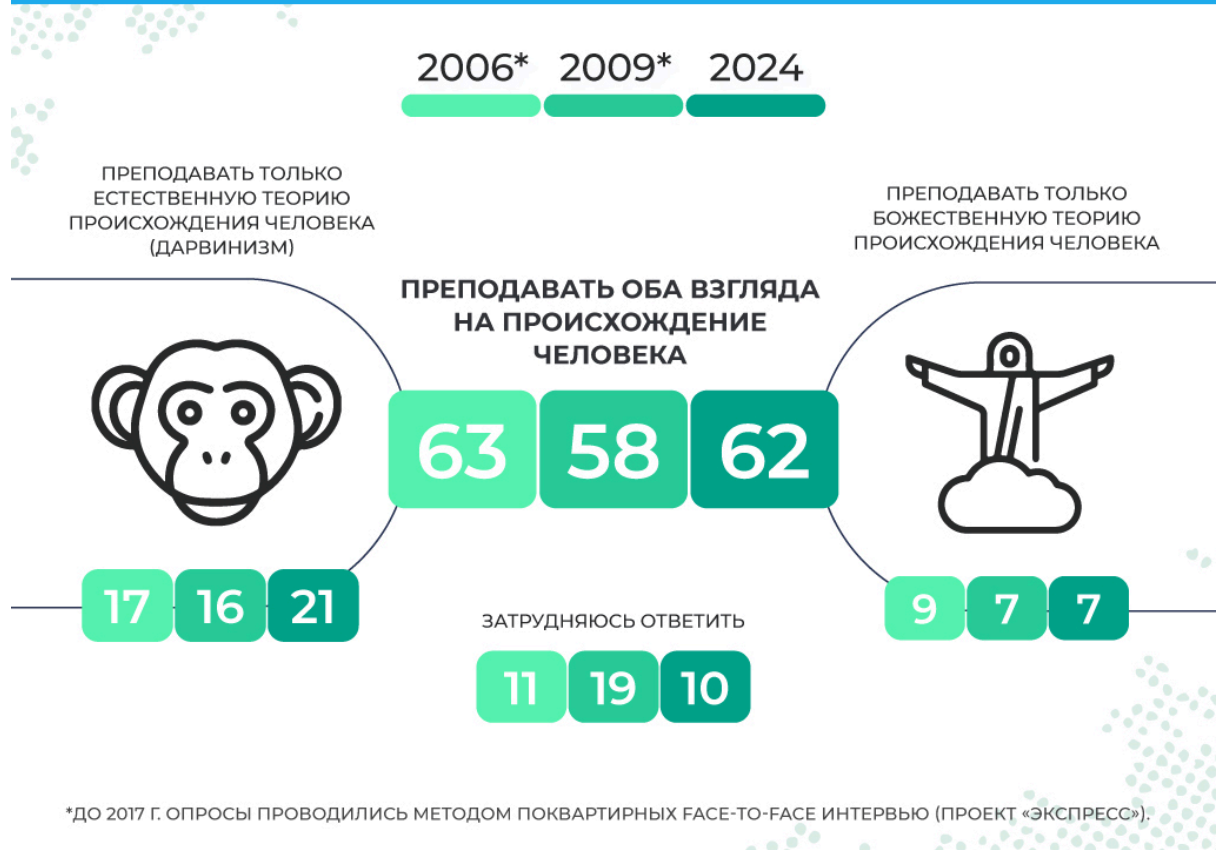 2006* 2009* 2024
ПРЕПОДАВАТЬ ТОЛЬКО
ЕСТЕСТВЕННУЮ ТЕОРИЮ
ПРОИСХОЖДЕНИЯ ЧЕЛОВЕКА
(ДАРВИНИЗМ)
17 16 21
ПРЕПОДАВАТЬ ОБА ВЗГЛЯДА
НА ПРОИСХОЖДЕНИЕ
ЧЕЛОВЕКА
63 58 62
ПРЕПОДАВАТЬ ТОЛЬКО
БОЖЕСТВЕННУЮ ТЕОРИЮ
ПРОИСХОЖДЕНИЯ ЧЕЛОВЕКА
9 7 7
ЗАТРУДНЯЮСЬ ОТВЕТИТЬ
11 19 10
*ДО 2017 Г. ОПРОСЫ ПРОВОДИЛИСЬ МЕТОДОМ ПОКВАРТИРНЫХ FACE-TO-FACE ИНТЕРВЬЮ (ПРОЕКТ «ЭКСПРЕСС»).